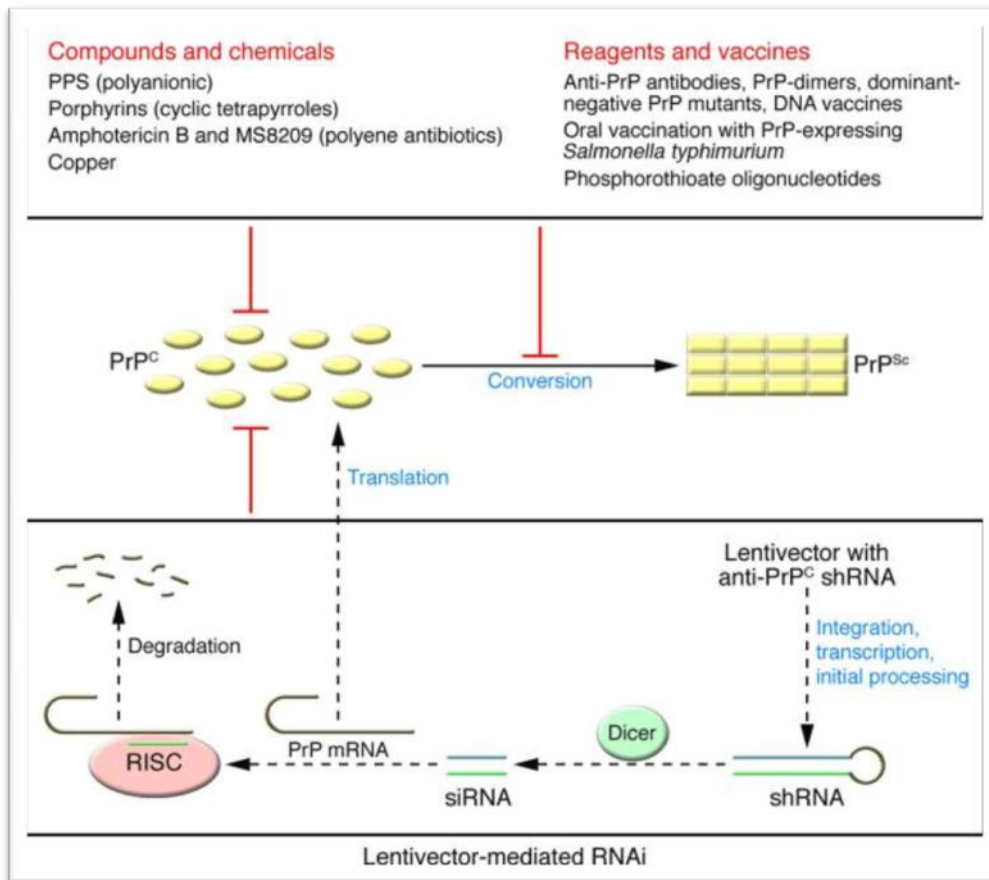 Compounds and chemicals
PPS (polyanionic)
Porphyrins (cyclic tetrapyrroles)
Amphotericin B and MS8209 (polyene antibiotics)
Copper
Reagents and vaccines
Anti-PrP antibodies, PrP-dimers, dominant-
negative PrP mutants, DNA vaccines
Oral vaccination with PrP-expressing
Salmonella typhimurium
Phosphorothioate oligonucleotides
PrPᶜ
Conversion
PrPˢᶜ
Translation
Lentivector with
anti-PrPᶜ shRNA
Degradation
Integration,
transcription,
initial processing
Dicer
RISC
PrP mRNA
siRNA
shRNA
Lentivector-mediated RNAi